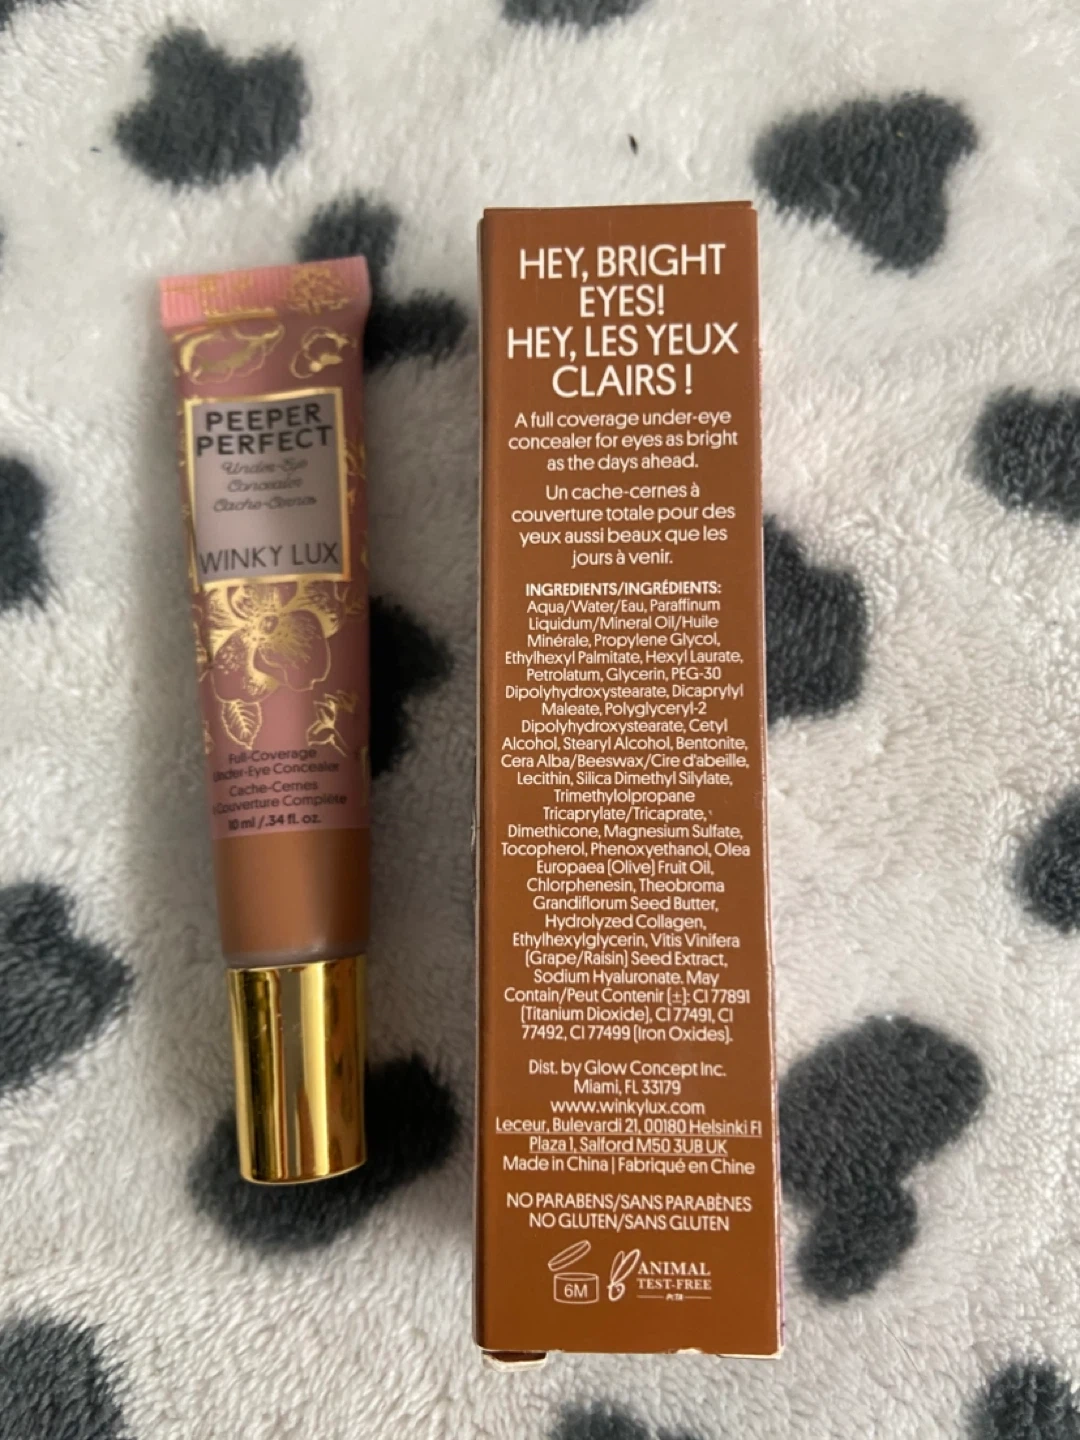 PEEPER
PERFECT
Under-Eye
Concealer
Cache-Cernes
WINKY LUX
Full-Coverage
Under-Eye Concealer
Cache-Cernes
Couverture Complète
10 ml / .34 fl. oz.
HEY, BRIGHT
EYES!
HEY, LES YEUX
CLAIRS !
A full coverage under-eye
concealer for eyes as bright
as the days ahead.
Un cache-cernes à
couverture totale pour des
yeux aussi beaux que les
jours à venir.
INGREDIENTS/INGRÉDIENTS:
Aqua/Water/Eau, Paraffinum
Liquidum/Mineral Oil/Huile
Minérale, Propylene Glycol,
Ethylhexyl Palmitate, Hexyl Laurate,
Petrolatum, Glycerin, PEG-30
Dipolyhydroxystearate, Dicaprylyl
Maleate, Polyglyceryl-2
Dipolyhydroxystearate, Cetyl
Alcohol, Stearyl Alcohol, Bentonite,
Cera Alba/Beeswax/Cire d'abeille,
Lecithin, Silica Dimethyl Silylate,
Trimethylolpropane
Tricaprylate/Tricaprate,
Dimethicone, Magnesium Sulfate,
Tocopherol, Phenoxyethanol, Olea
Europaea (Olive) Fruit Oil,
Chlorphenesin, Theobroma
Grandiflorum Seed Butter,
Hydrolyzed Collagen,
Ethylhexylglycerin, Vitis Vinifera
(Grape/Raisin) Seed Extract,
Sodium Hyaluronate. May
Contain/Peut Contenir (±): CI 77891
(Titanium Dioxide), CI 77491, CI
77492, CI 77499 (Iron Oxides).
Dist. by Glow Concept Inc.
Miami, FL 33179
www.winkylux.com
Leceur, Bulevardi 21, 00180 Helsinki FI
Plaza 1, Salford M50 3UB UK
Made in China | Fabriqué en Chine
NO PARABENS/SANS PARABÈNES
NO GLUTEN/SANS GLUTEN
6M
ANIMAL
TEST-FREE
PETA